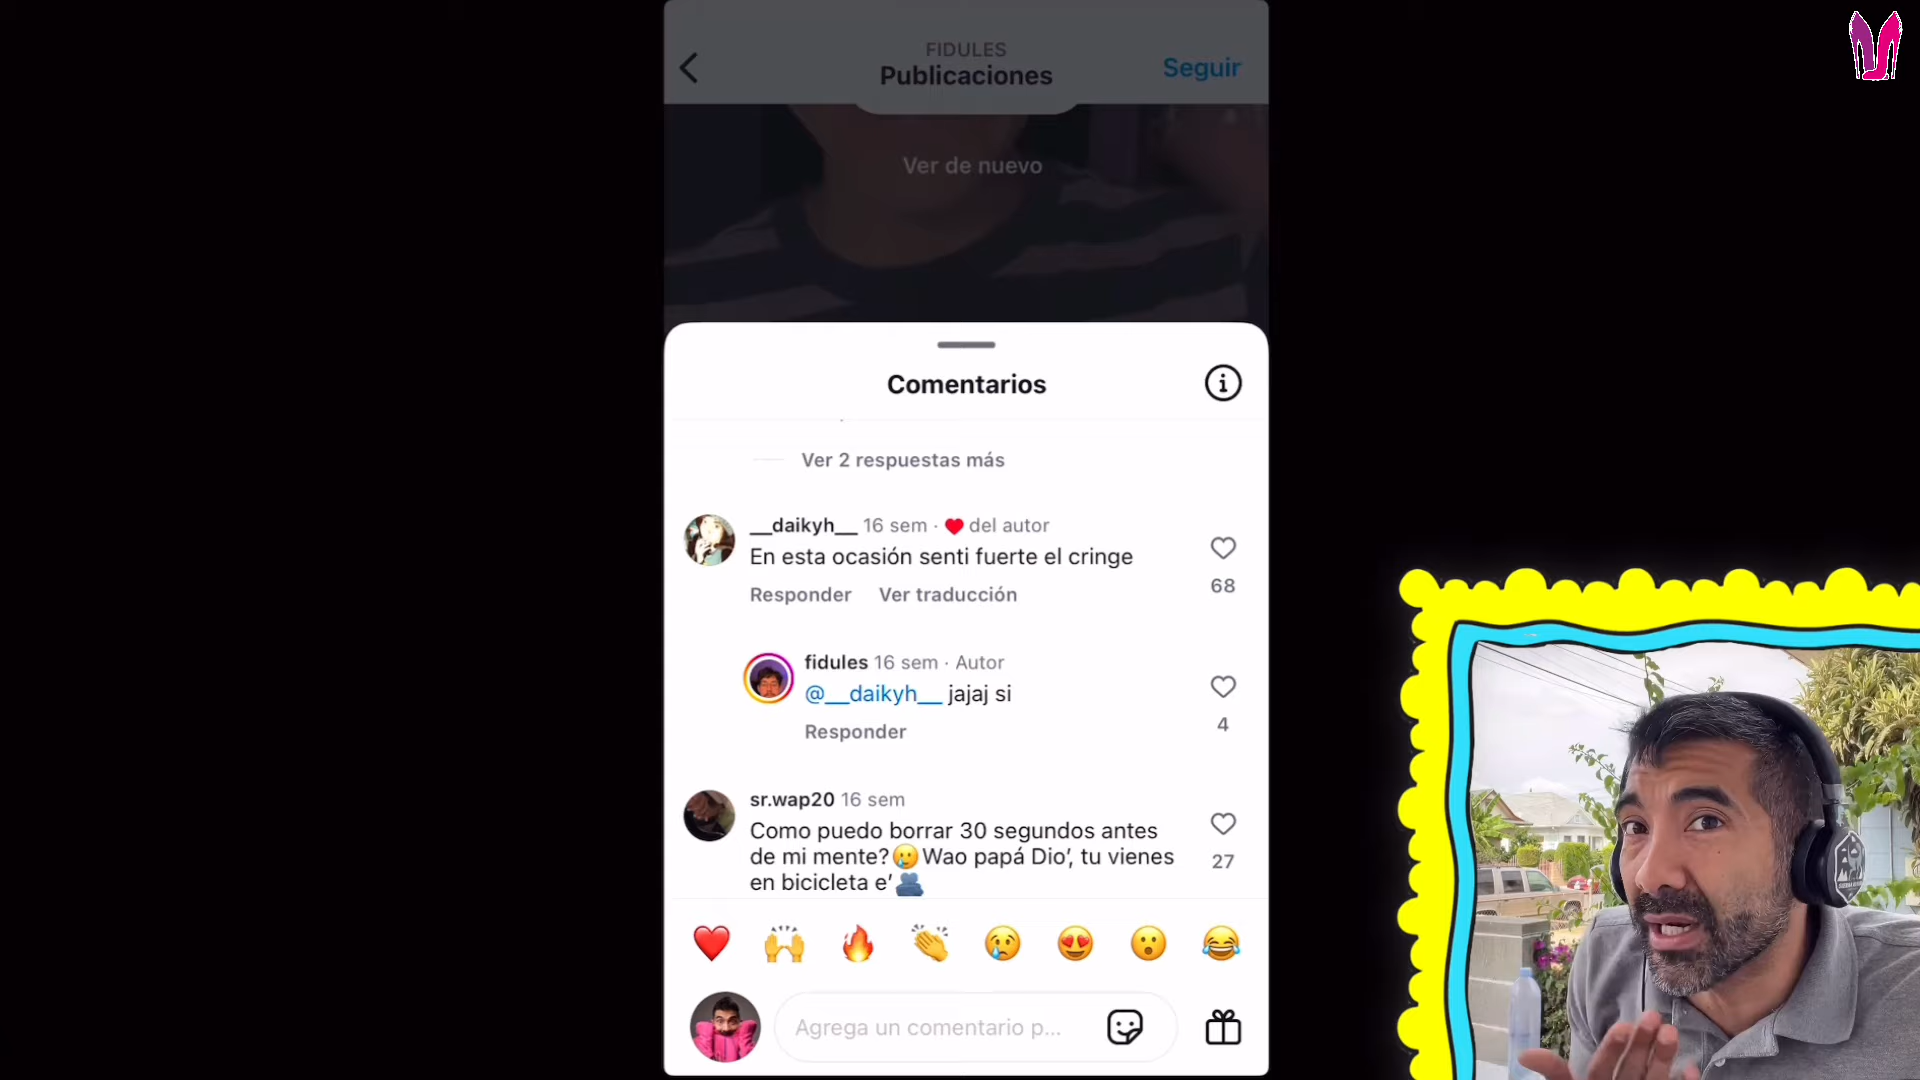 FIDULES
Publicaciones
Seguir
Ver de nuevo
Comentarios
Ver 2 respuestas más
__daikyh__ 16 sem · ❤️ del autor
En esta ocasión senti fuerte el cringe
68
Responder Ver traducción
fidules 16 sem · Autor
@__daikyh__ jajaj si
4
Responder
sr.wap20 16 sem
Como puedo borrar 30 segundos antes
de mi mente?🥲Wao papá Dio’, tu vienes
en bicicleta e’🫂
27
Agrega un comentario p...